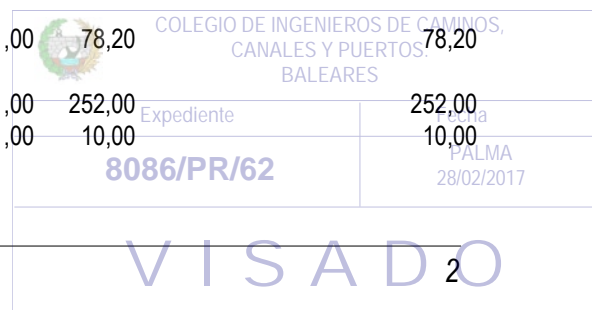 COLEGIO DE INGENIEROS DE CAMINOS,
,00 78,20 78,20
CANALES Y PUERTOS.
BALEARES
,00 252,00 252,00
Expediente Fecha
,00 10,00 10,00
PALMA
8086/PR/62
28/02/2017
VISADO
2